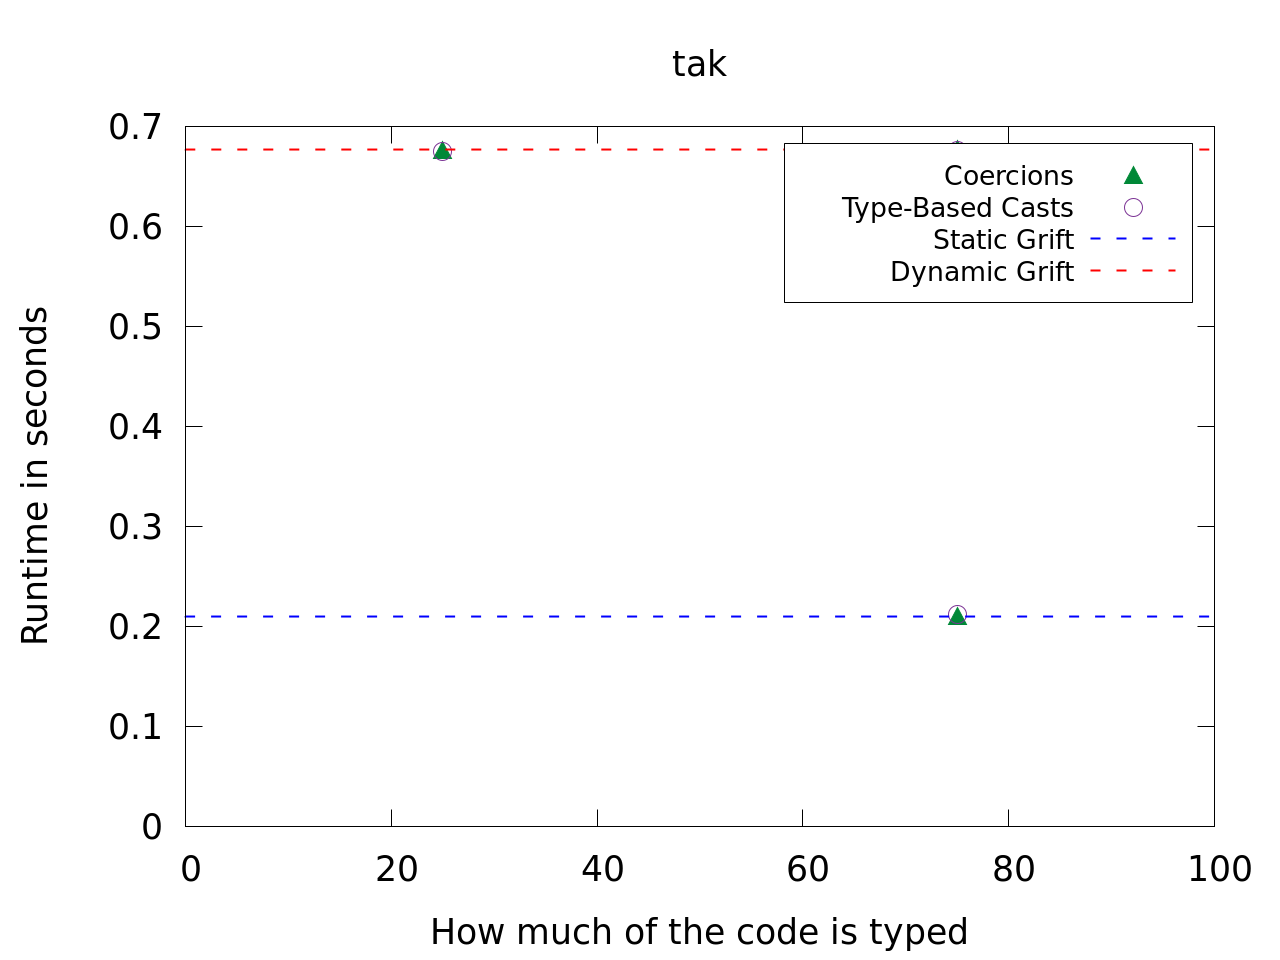 tak
0.7
0.6
0.5
0.4
0.3
0.2
0.1
0
Runtime in seconds
Coercions
Type-Based Casts
Static Grift
Dynamic Grift
0 20 40 60 80 100
How much of the code is typed